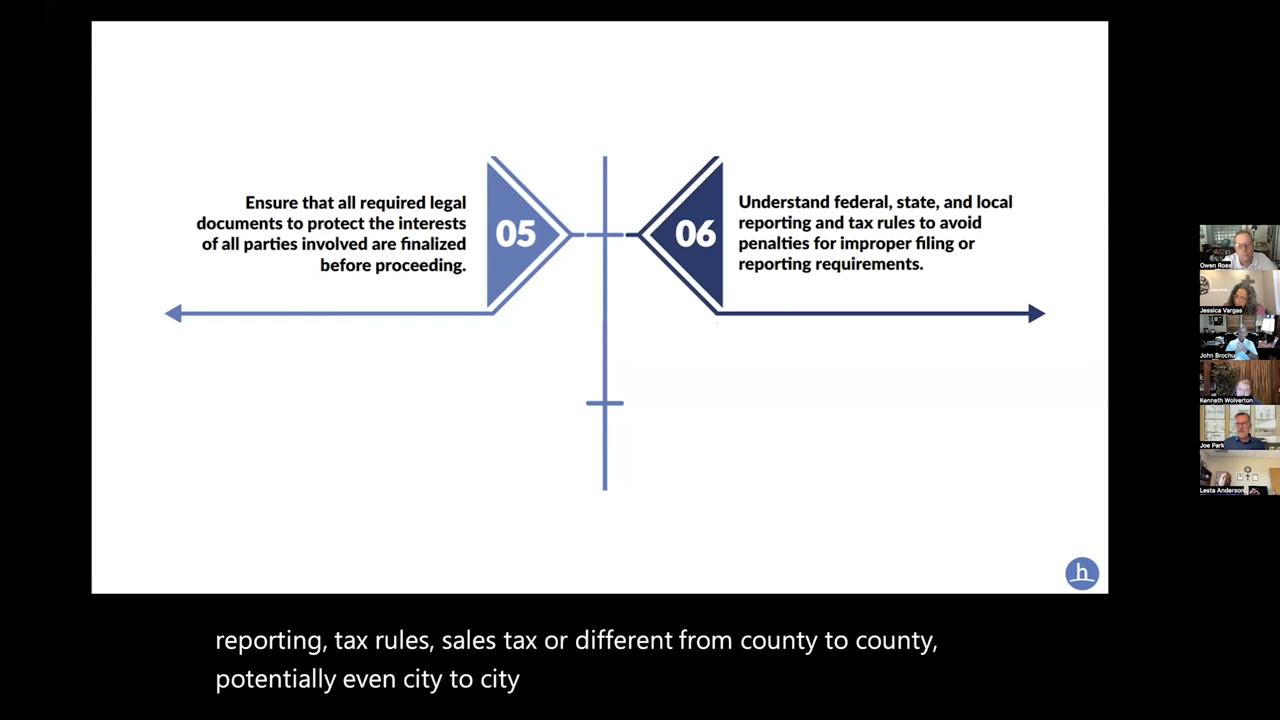 Ensure that all required legal
documents to protect the interests
of all parties involved are finalized
before proceeding.
05
06
Understand federal, state, and local
reporting and tax rules to avoid
penalties for improper filing or
reporting requirements.
h
Owen Ross
Jessica Vargas
John Brochu
Kenneth Wolverton
Joe Park
Lesta Anderson
reporting, tax rules, sales tax or different from county to county,
potentially even city to city